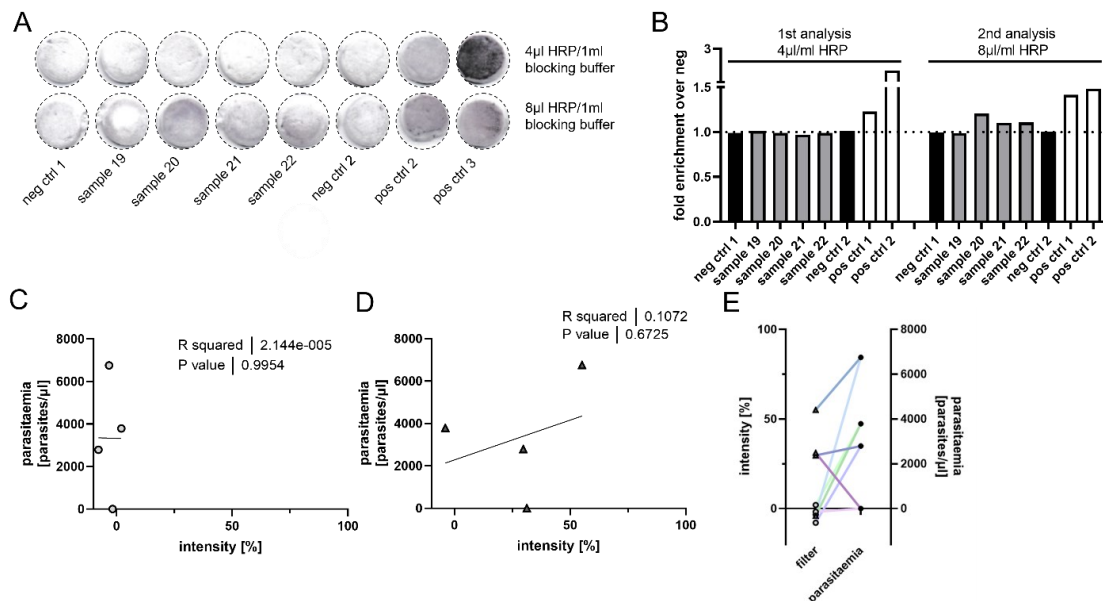 A
4µl HRP/1ml
blocking buffer
8µl HRP/1ml
blocking buffer
neg ctrl 1
sample 19
sample 20
sample 21
sample 22
neg ctrl 2
pos ctrl 2
pos ctrl 3
B
1st analysis
4µl/ml HRP
2nd analysis
8µl/ml HRP
fold enrichment over neg
3
1.5
1.0
0.5
0.0
neg ctrl 1
sample 19
sample 20
sample 21
sample 22
neg ctrl 2
pos ctrl 1
pos ctrl 2
neg ctrl 1
sample 19
sample 20
sample 21
sample 22
neg ctrl 2
pos ctrl 1
pos ctrl 2
C
R squared 2.144e-005
P value 0.9954
parasitaemia
[parasites/µl]
8000
6000
4000
2000
0
0 50 100
intensity [%]
D
R squared 0.1072
P value 0.6725
parasitaemia
[parasites/µl]
8000
6000
4000
2000
0
0 50 100
intensity [%]
E
intensity [%]
100
50
0
8000
6000
4000
2000
0
parasitaemia
[parasites/µl]
filter
parasitaemia